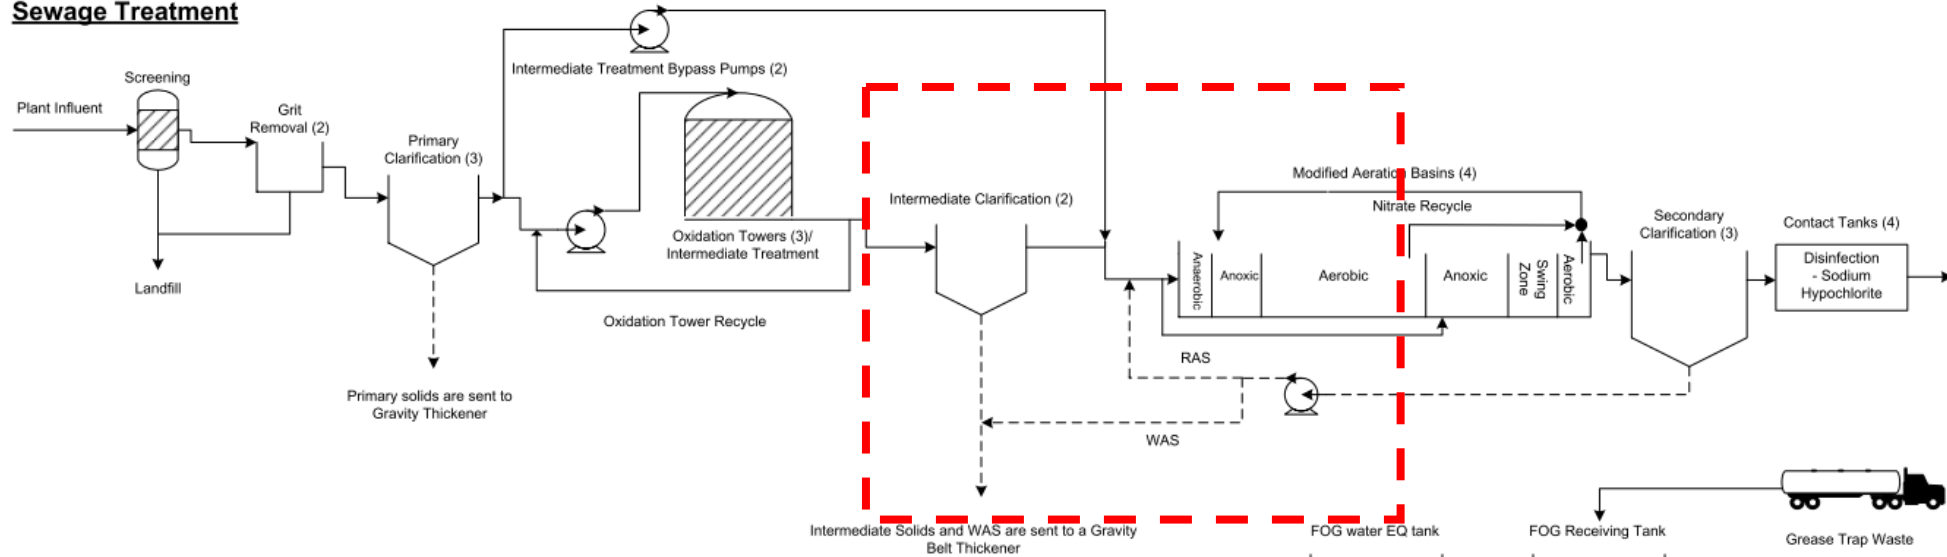 Sewage Treatment
Screening
Plant Influent
Grit
Removal (2)
Primary
Clarification (3)
Landfill
Primary solids are sent to
Gravity Thickener
Intermediate Treatment Bypass Pumps (2)
Oxidation Towers (3)/
Intermediate Treatment
Oxidation Tower Recycle
Intermediate Clarification (2)
Intermediate Solids and WAS are sent to a Gravity
Belt Thickener
Modified Aeration Basins (4)
Nitrate Recycle
Anaerobic
Anoxic
Aerobic
Anoxic
Swing
Zone
Aerobic
RAS
WAS
Secondary
Clarification (3)
Contact Tanks (4)
Disinfection
- Sodium
Hypochlorite
FOG water EQ tank
FOG Receiving Tank
Grease Trap Waste